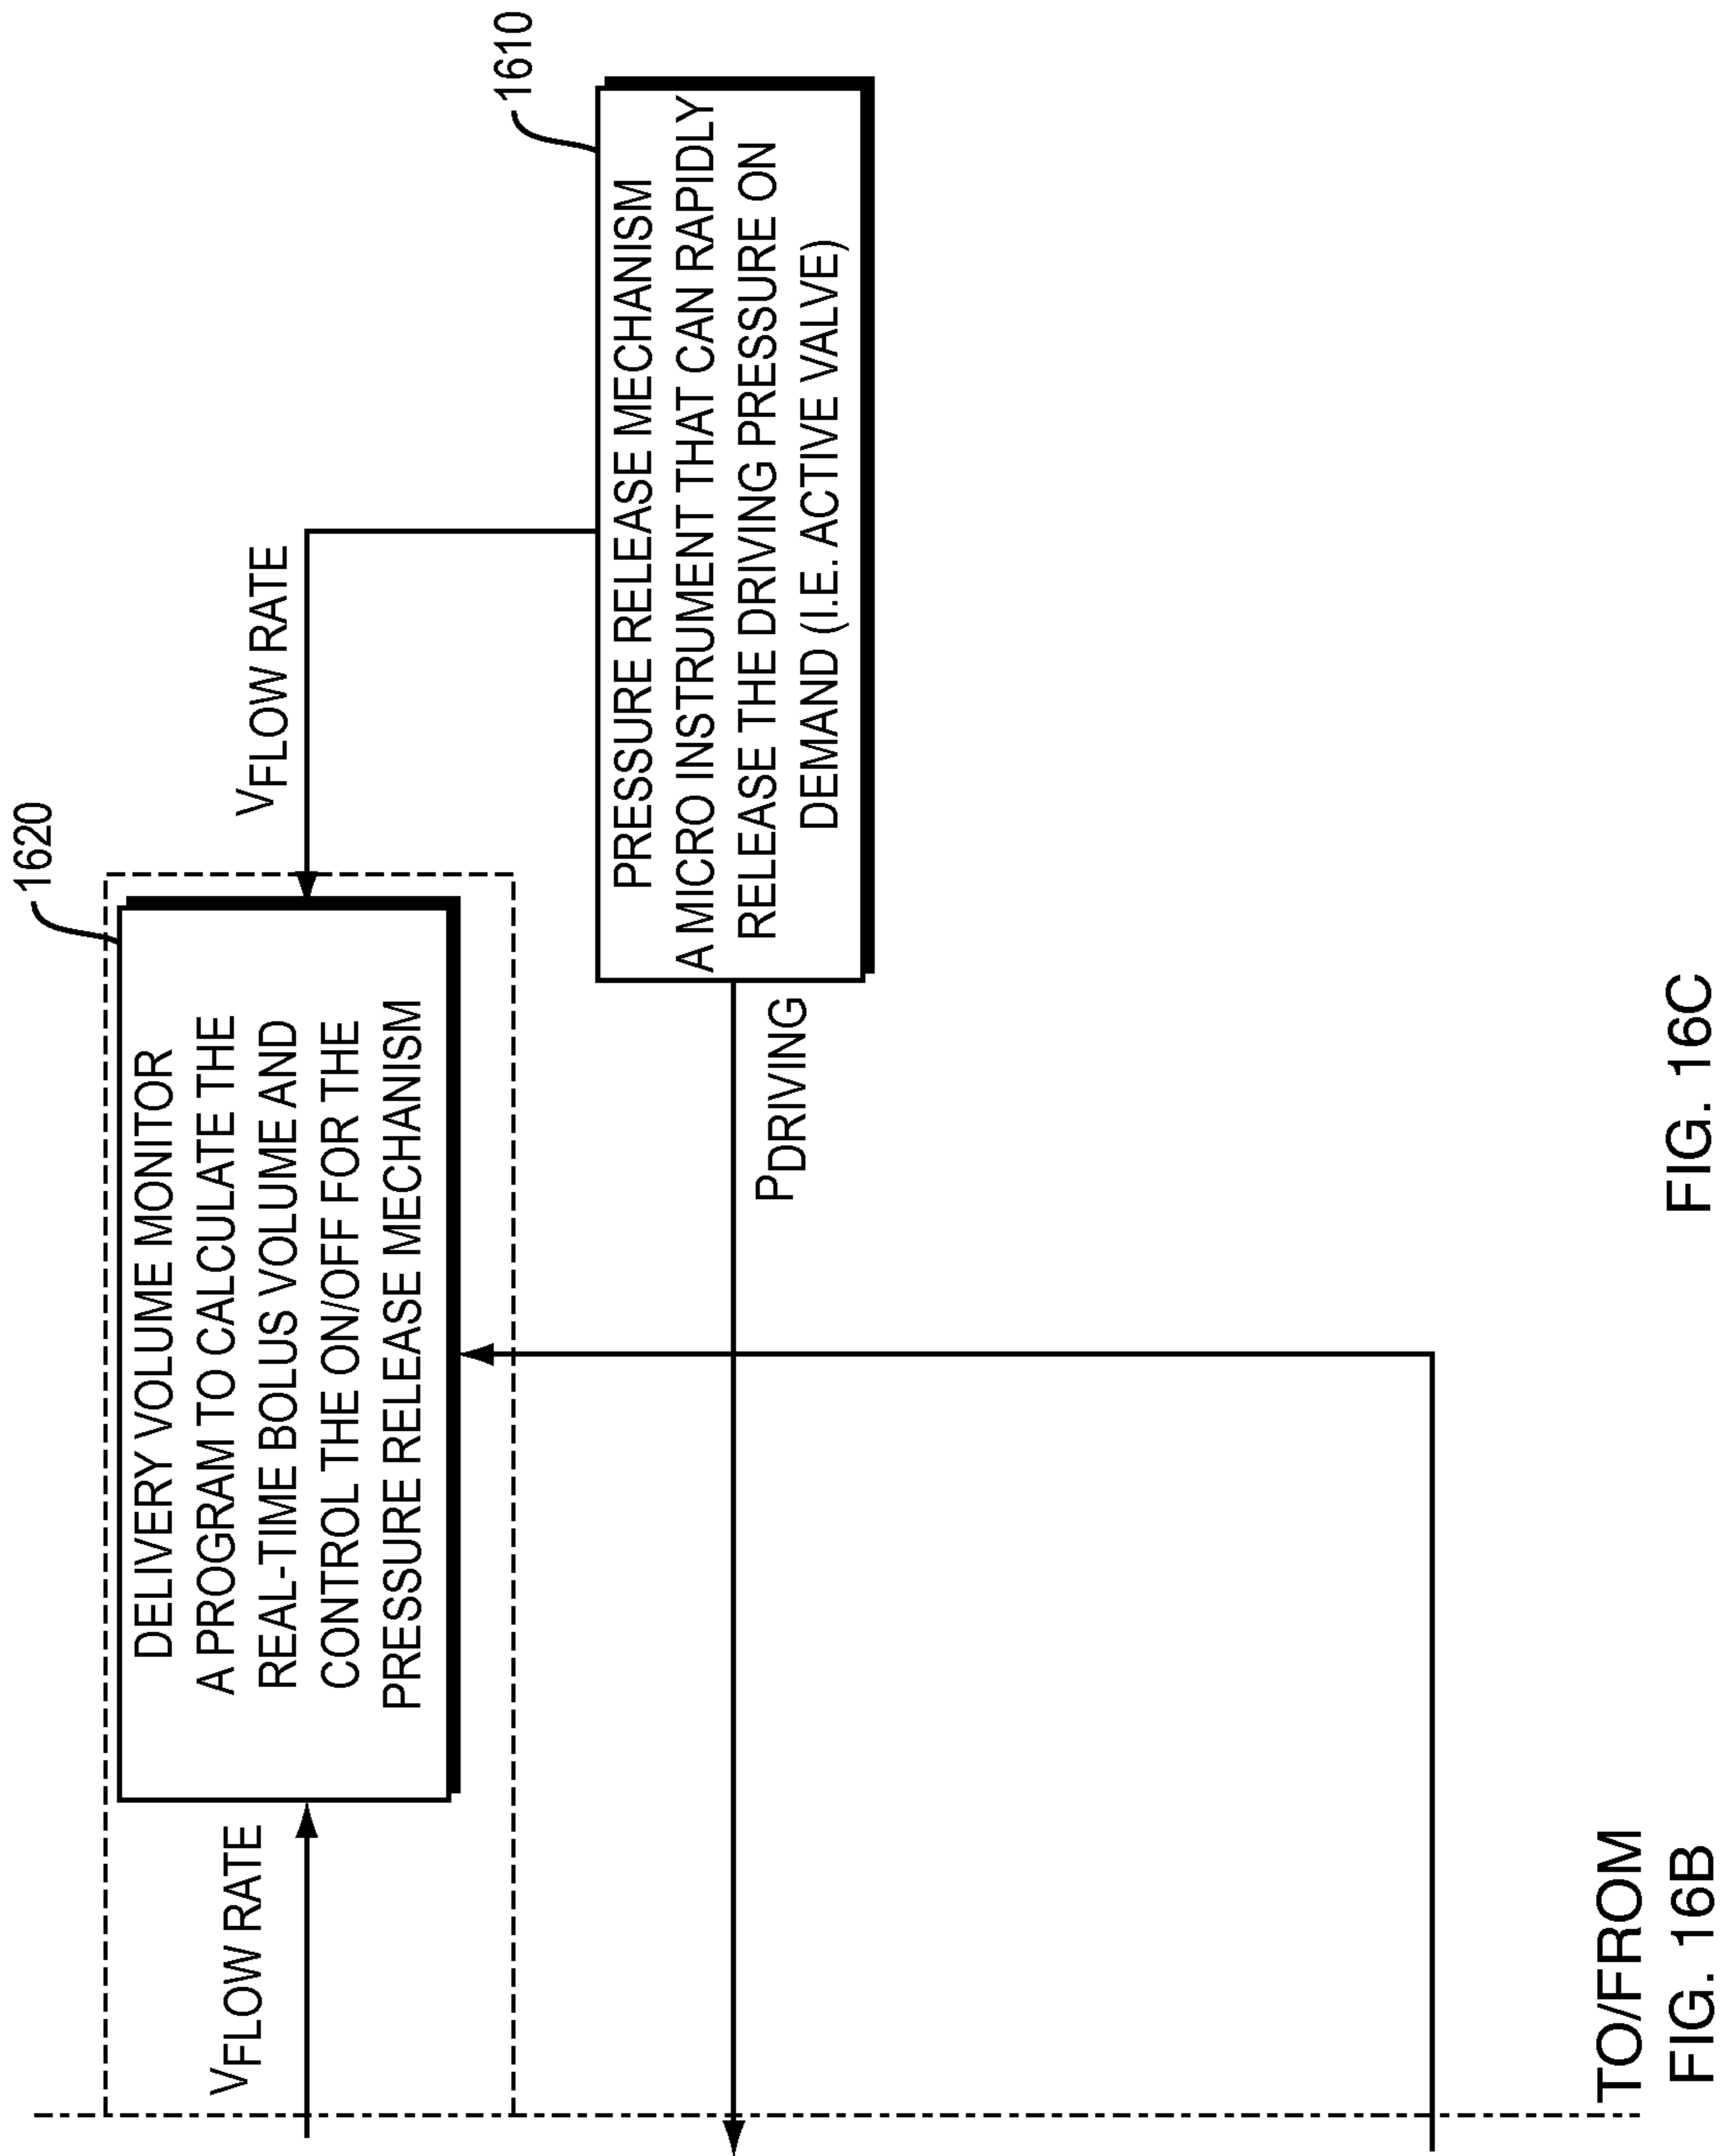 1620
DELIVERY VOLUME MONITOR
A PROGRAM TO CALCULATE THE
REAL-TIME BOLUS VOLUME AND
CONTROL THE ON/OFF FOR THE
PRESSURE RELEASE MECHANISM
VFLOW RATE
VFLOW RATE
1610
PRESSURE RELEASE MECHANISM
A MICRO INSTRUMENT THAT CAN RAPIDLY
RELEASE THE DRIVING PRESSURE ON
DEMAND (I.E. ACTIVE VALVE)
PDRIVING
TO/FROM
FIG. 16B
FIG. 16C